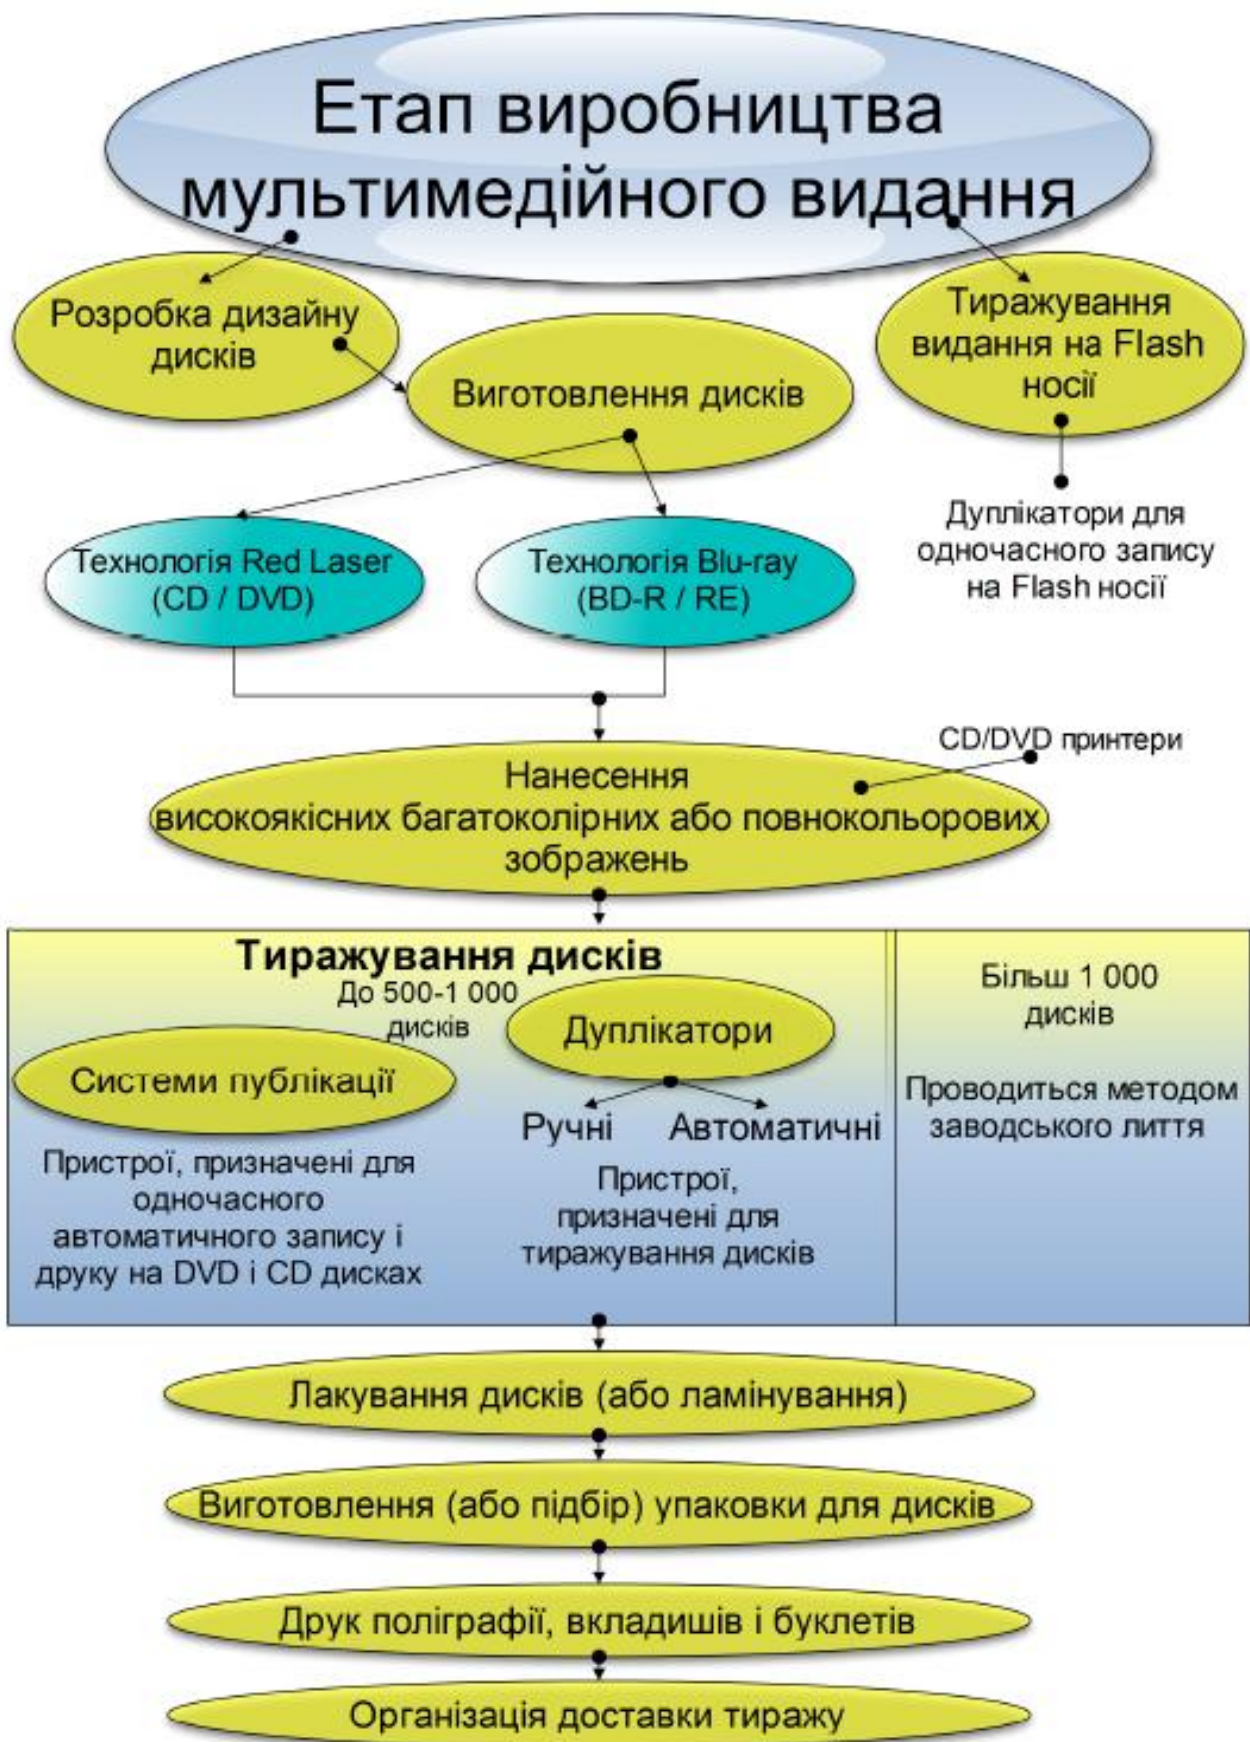 Етап виробництва
мультимедійного видання
Розробка дизайну
дисків
Виготовлення дисків
Тиражування
видання на Flash
носії
Дуплікатори для
одночасного запису
на Flash носії
Технологія Red Laser
(CD / DVD)
Технологія Blu-ray
(BD-R / RE)
CD/DVD принтери
Нанесення
високоякісних багатоколірних або повнокольорових
зображень
Тиражування дисків
До 500-1 000
дисків
Системи публікації
Пристрої, призначені для
одночасного
автоматичного запису і
друку на DVD і CD дисках
Дуплікатори
Ручні
Автоматичні
Пристрої,
призначені для
тиражування дисків
Більш 1 000
дисків
Проводиться методом
заводського лиття
Лакування дисків (або ламінування)
Виготовлення (або підбір) упаковки для дисків
Друк поліграфії, вкладишів і буклетів
Організація доставки тиражу